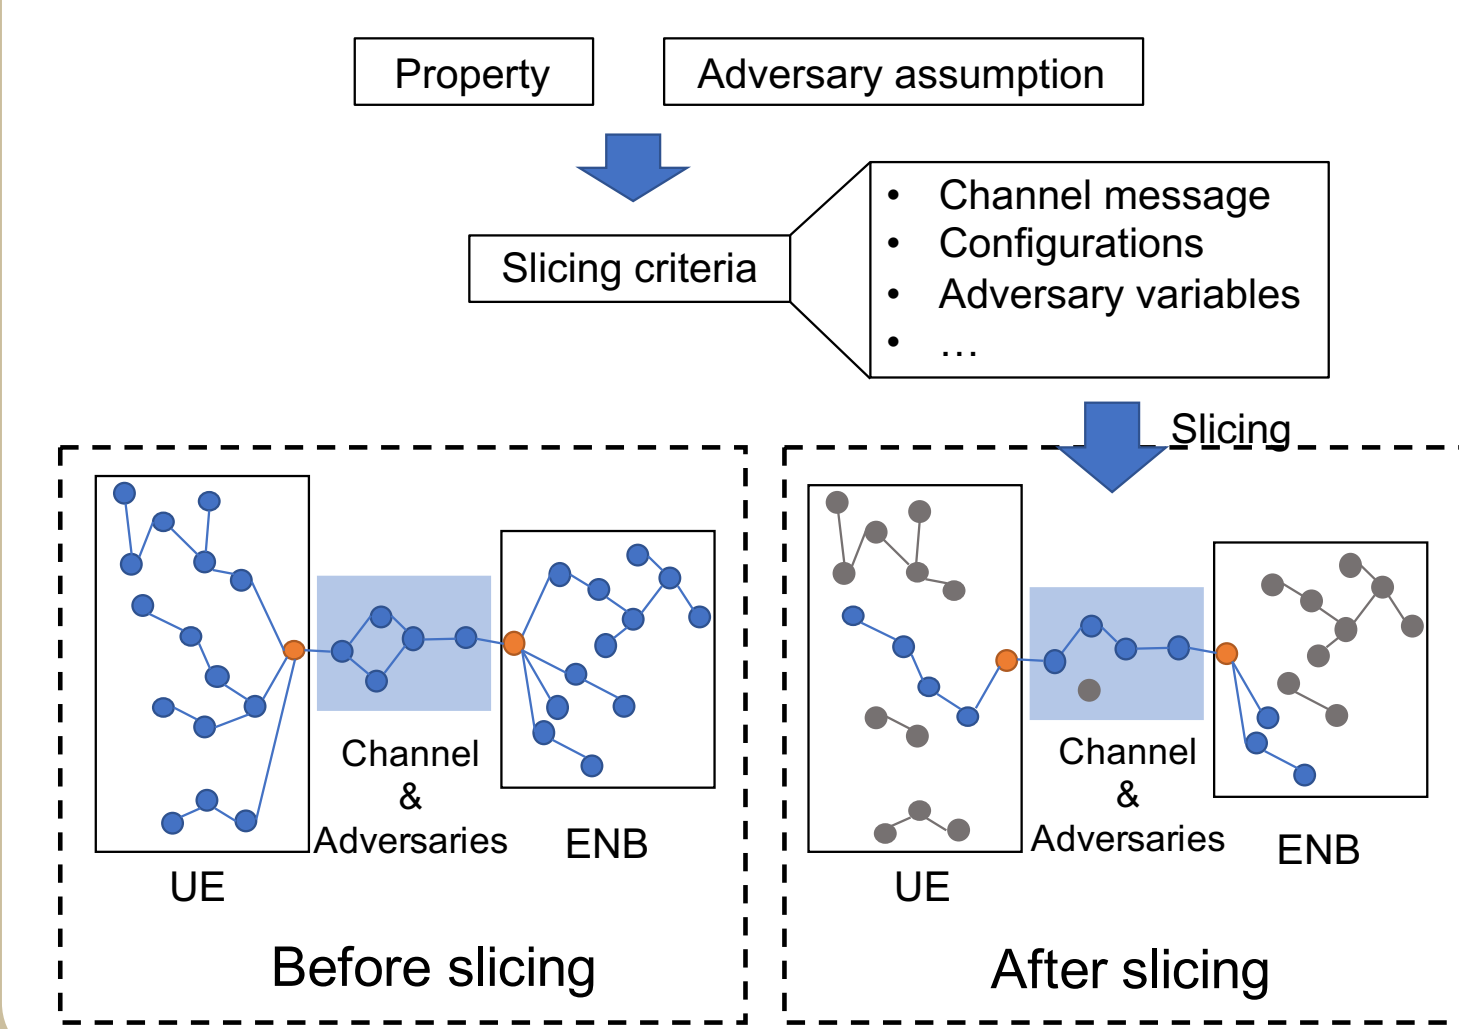 Property
Adversary assumption
Slicing criteria
• Channel message
• Configurations
• Adversary variables
• …
Slicing
Channel
&
Adversaries
ENB
UE
Before slicing
Channel
&
Adversaries
ENB
UE
After slicing